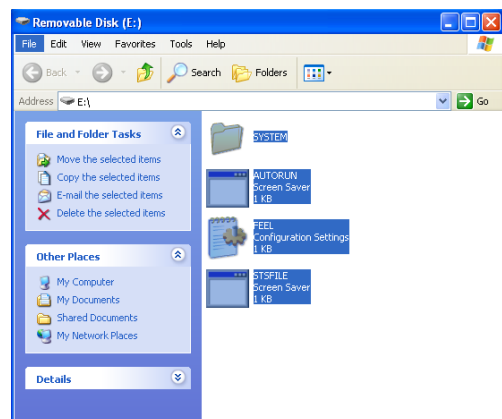 Removable Disk (E:)
File Edit View Favorites Tools Help
Back Search Folders
Address E:\ Go
File and Folder Tasks
Move the selected items
Copy the selected items
E-mail the selected items
Delete the selected items
Other Places
My Computer
My Documents
Shared Documents
My Network Places
Details
SYSTEM
AUTORUN
Screen Saver
1 KB
FEEL
Configuration Settings
1 KB
STSFILE
Screen Saver
1 KB